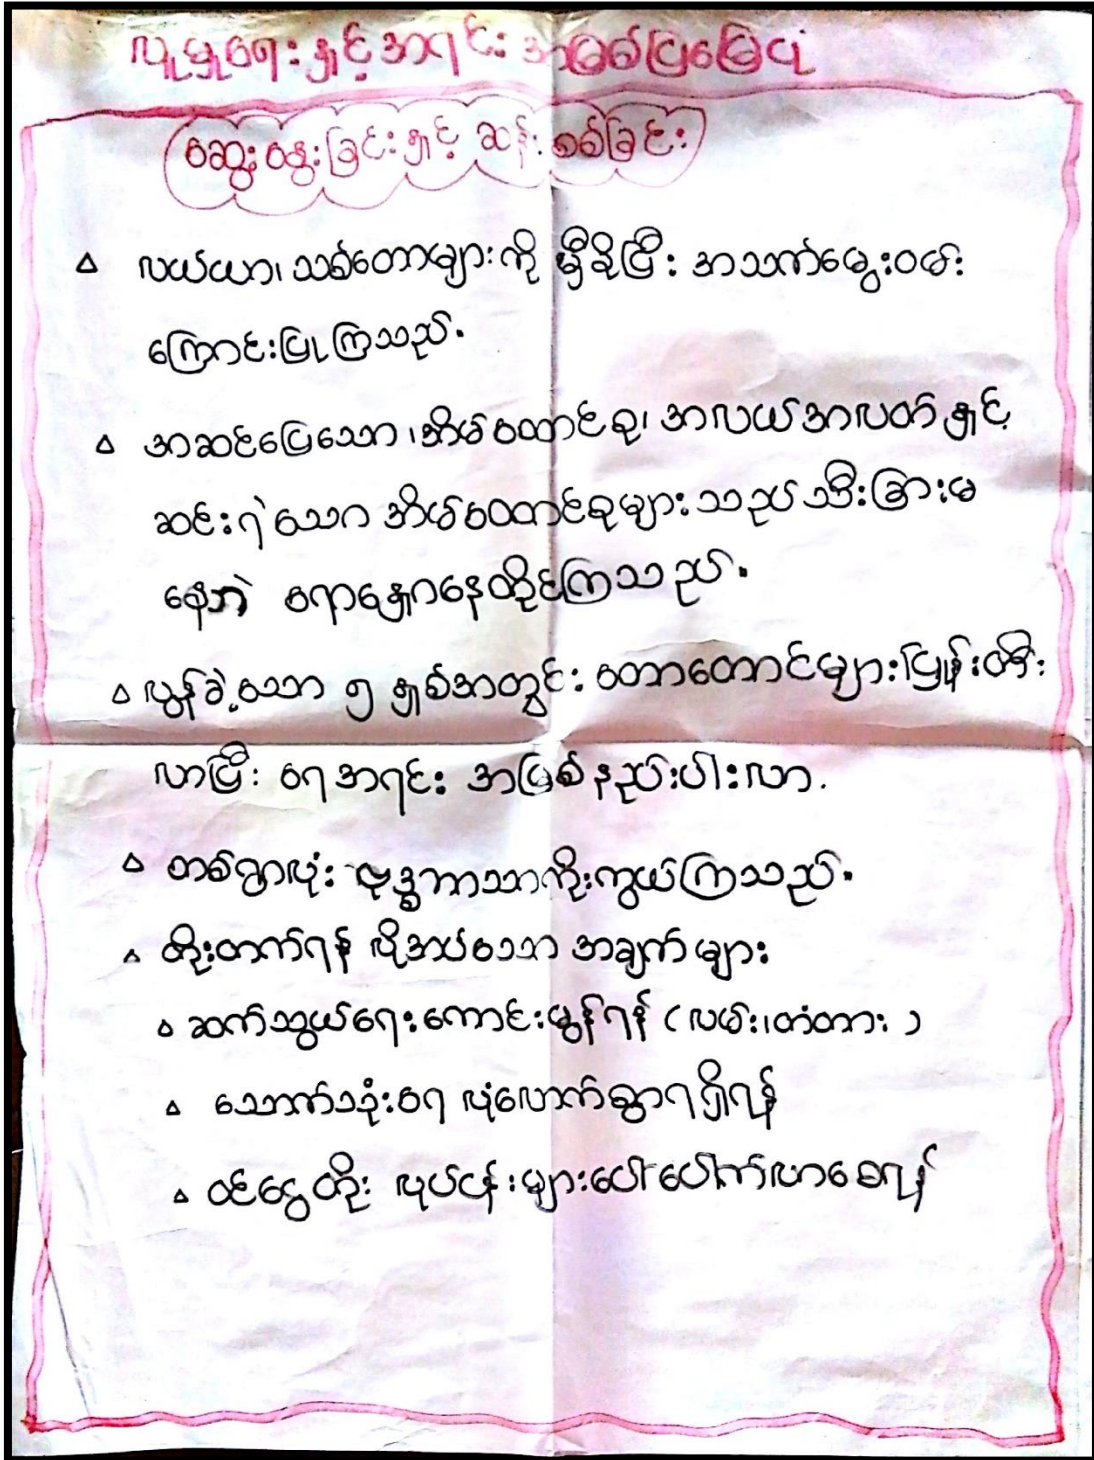 လူမှုရေးနှင့်အရင်းအမြစ်ပြမြေပုံ
ဆွေးနွေးခြင်းနှင့် ဆန်းစစ်ခြင်း
△ လယ်ယာ၊ သစ်တောများကို မှီခိုပြီး အသက်မွေးဝမ်း
ကြောင်းပြုကြသည်။
△ အဆင်ပြေသော ၊အိမ်ထောင်စု၊ အလယ်အလတ်နှင့်
ဆင်းရဲသော အိမ်ထောင်စုများသည် သီးခြားမ
နေဘဲ ရောနှောနေထိုင်ကြသည်။
△ လွန်ခဲ့သော ၅ နှစ်အတွင်း တောတောင်များပြုန်းတီး
လာပြီး ရေအရင်း အမြစ်နည်းပါးလာ.
△ တစ်ရွာလုံး ဗုဒ္ဓဘာသာကိုးကွယ်ကြသည်။
△ တိုးတက်ရန် လိုအပ်သော အချက်များ
△ ဆက်သွယ်ရေးကောင်းမွန်ရန် (လမ်း၊တံတား )
△ သောက်သုံးရေ လုံလောက်စွာရရှိရန်
△ ဝင်ငွေတိုး လုပ်ငန်းများပေါ်ပေါက်လာစေရန်